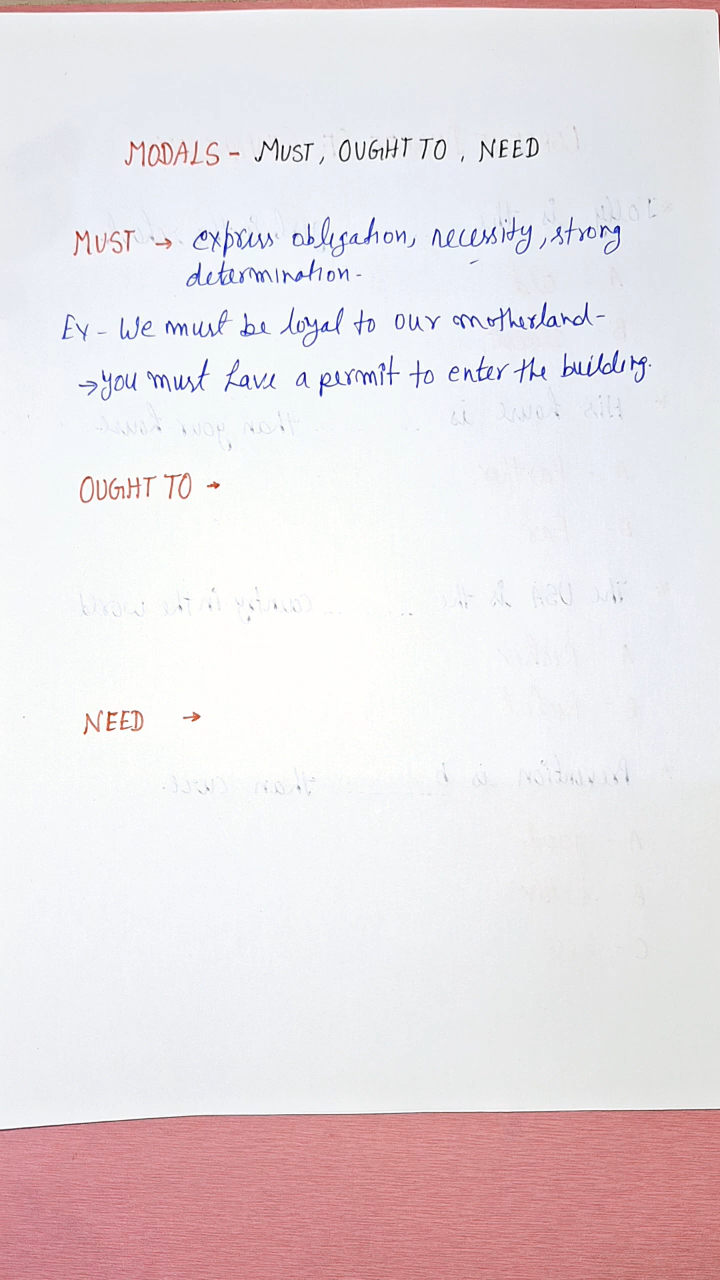 MODALS - MUST, OUGHT TO, NEED
MUST → express obligation, necessity, strong
determination-
Ex - We must be loyal to our motherland-
→ you must have a permit to enter the building.
OUGHT TO →
NEED →